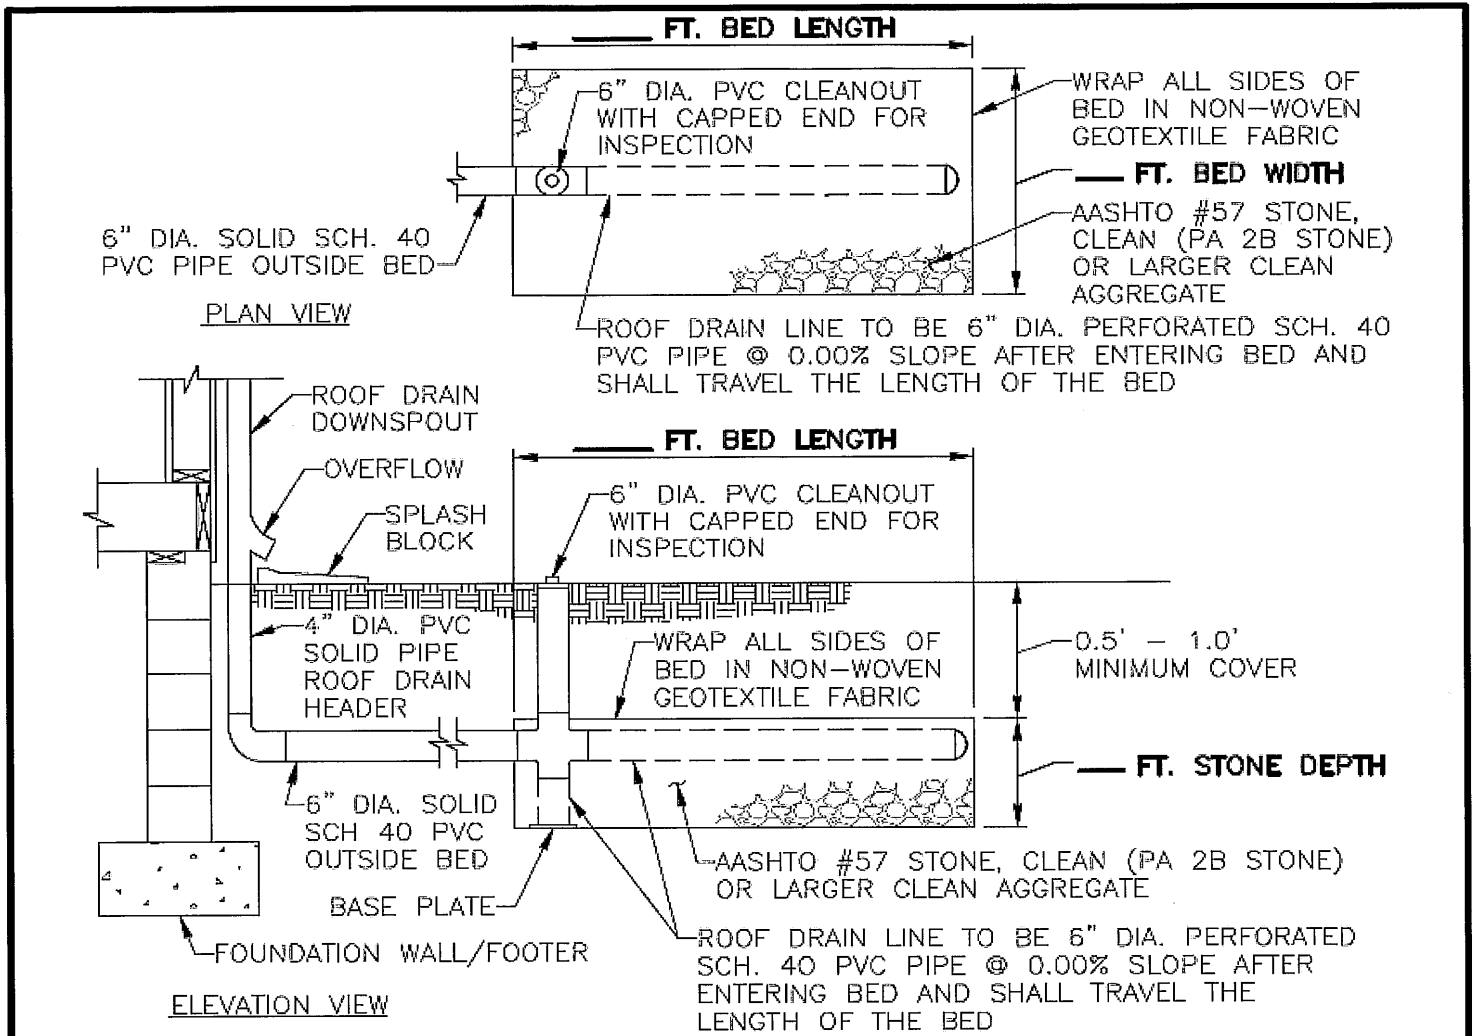 ____ FT. BED LENGTH
6" DIA. PVC CLEANOUT
WITH CAPPED END FOR
INSPECTION
WRAP ALL SIDES OF
BED IN NON-WOVEN
GEOTEXTILE FABRIC
___ FT. BED WIDTH
AASHTO #57 STONE,
CLEAN (PA 2B STONE)
OR LARGER CLEAN
AGGREGATE
6" DIA. SOLID SCH. 40
PVC PIPE OUTSIDE BED
PLAN VIEW
ROOF DRAIN LINE TO BE 6" DIA. PERFORATED SCH. 40
PVC PIPE @ 0.00% SLOPE AFTER ENTERING BED AND
SHALL TRAVEL THE LENGTH OF THE BED
ROOF DRAIN
DOWNSPOUT
OVERFLOW
SPLASH
BLOCK
____ FT. BED LENGTH
6" DIA. PVC CLEANOUT
WITH CAPPED END FOR
INSPECTION
4" DIA. PVC
SOLID PIPE
ROOF DRAIN
HEADER
WRAP ALL SIDES OF
BED IN NON-WOVEN
GEOTEXTILE FABRIC
0.5' - 1.0'
MINIMUM COVER
___ FT. STONE DEPTH
6" DIA. SOLID
SCH 40 PVC
OUTSIDE BED
BASE PLATE
AASHTO #57 STONE, CLEAN (PA 2B STONE)
OR LARGER CLEAN AGGREGATE
FOUNDATION WALL/FOOTER
ROOF DRAIN LINE TO BE 6" DIA. PERFORATED
SCH. 40 PVC PIPE @ 0.00% SLOPE AFTER
ENTERING BED AND SHALL TRAVEL THE
LENGTH OF THE BED
ELEVATION VIEW